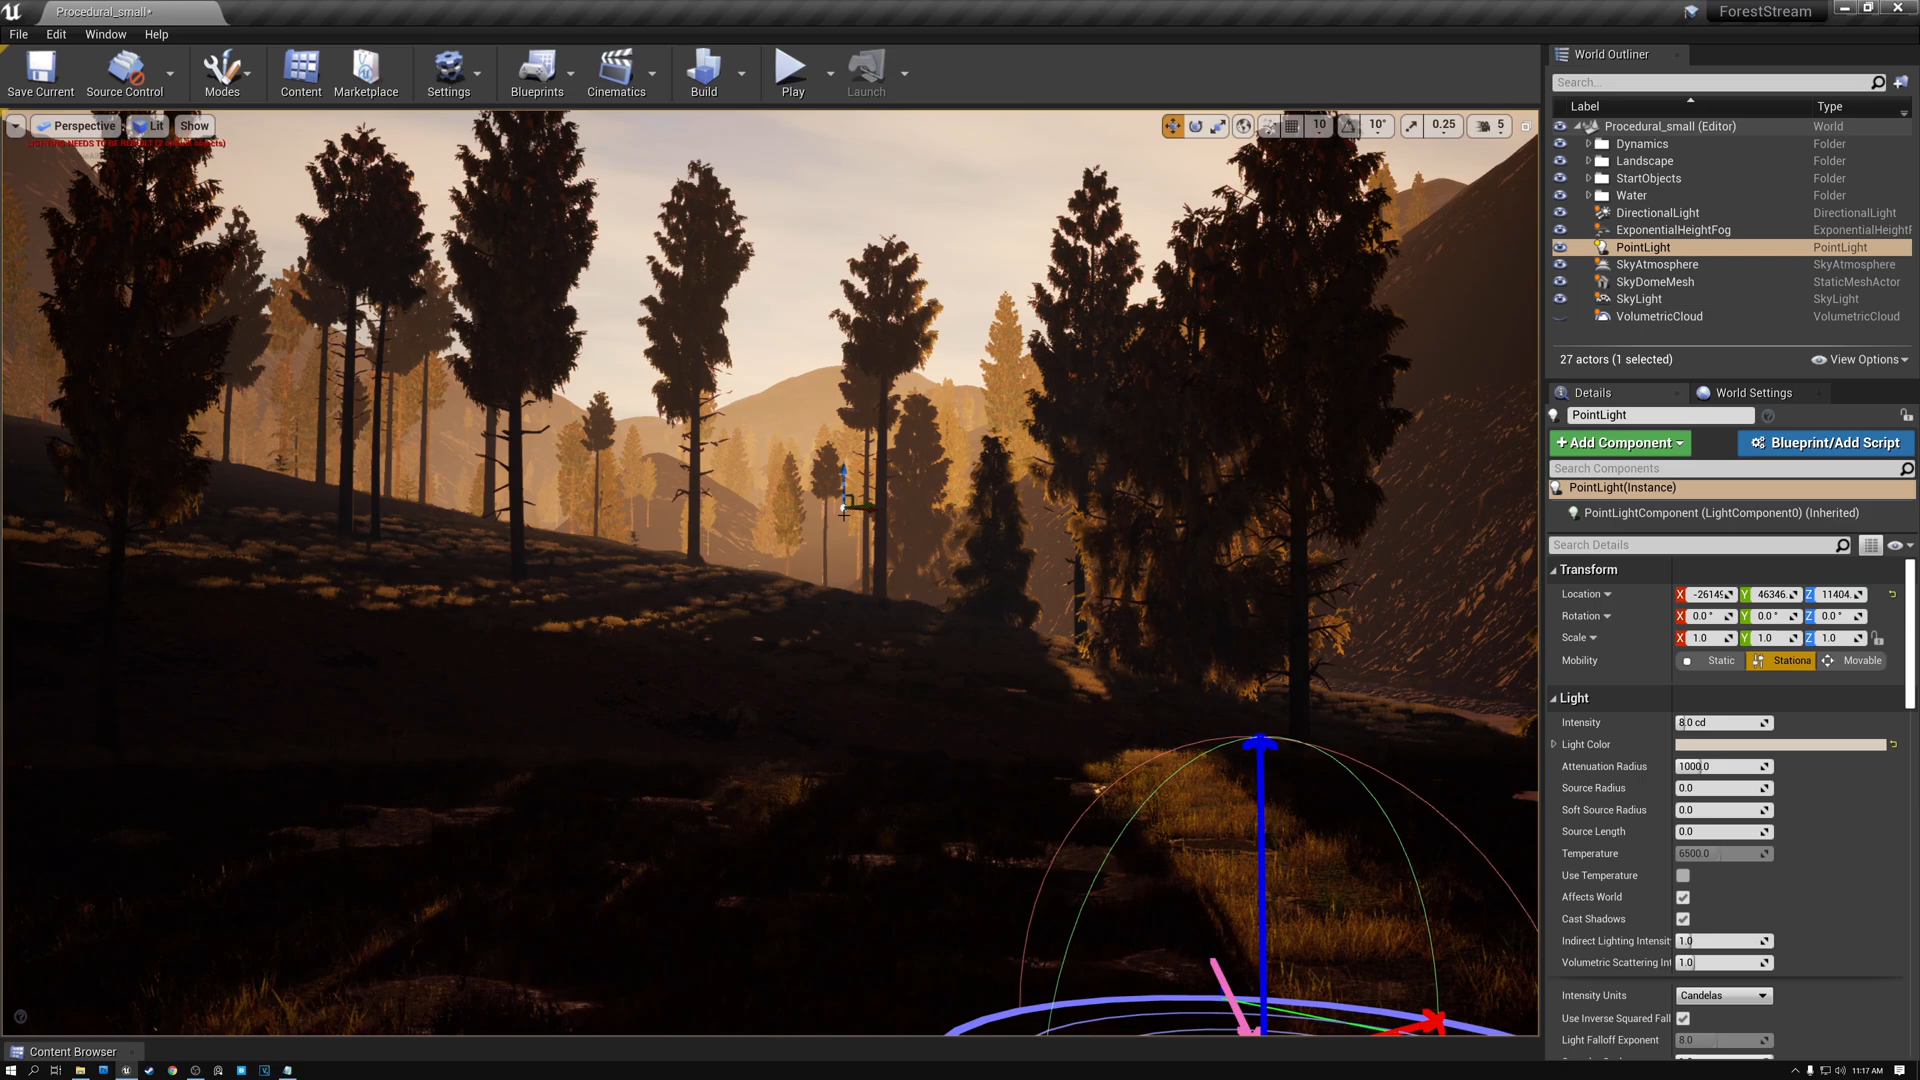 Procedural_small*
ForestStream
File Edit Window Help
Save Current Source Control Modes Content Marketplace Settings Blueprints Cinematics Build Play Launch
Perspective Lit Show
10 10° 0.25 5
World Outliner
Search...
Label Type
Procedural_small (Editor) World
Dynamics Folder
Landscape Folder
StartObjects Folder
Water Folder
DirectionalLight DirectionalLight
ExponentialHeightFog ExponentialHeightF
PointLight PointLight
SkyAtmosphere SkyAtmosphere
SkyDomeMesh StaticMeshActor
SkyLight SkyLight
VolumetricCloud VolumetricCloud
27 actors (1 selected) View Options
Details World Settings
PointLight
+Add Component Blueprint/Add Script
Search Components
PointLight(Instance)
PointLightComponent (LightComponent0) (Inherited)
Search Details
Transform
Location X -26149 Y 46346. Z 11404.
Rotation X 0.0 ° Y 0.0 ° Z 0.0 °
Scale X 1.0 Y 1.0 Z 1.0
Mobility Static Stationa Movable
Light
Intensity 8.0 cd
Light Color
Attenuation Radius 1000.0
Source Radius 0.0
Soft Source Radius 0.0
Source Length 0.0
Temperature 6500.0
Use Temperature
Affects World
Cast Shadows
Indirect Lighting Intensit 1.0
Volumetric Scattering Int 1.0
Intensity Units Candelas
Use Inverse Squared Fall
Light Falloff Exponent 8.0
Content Browser
11:17 AM